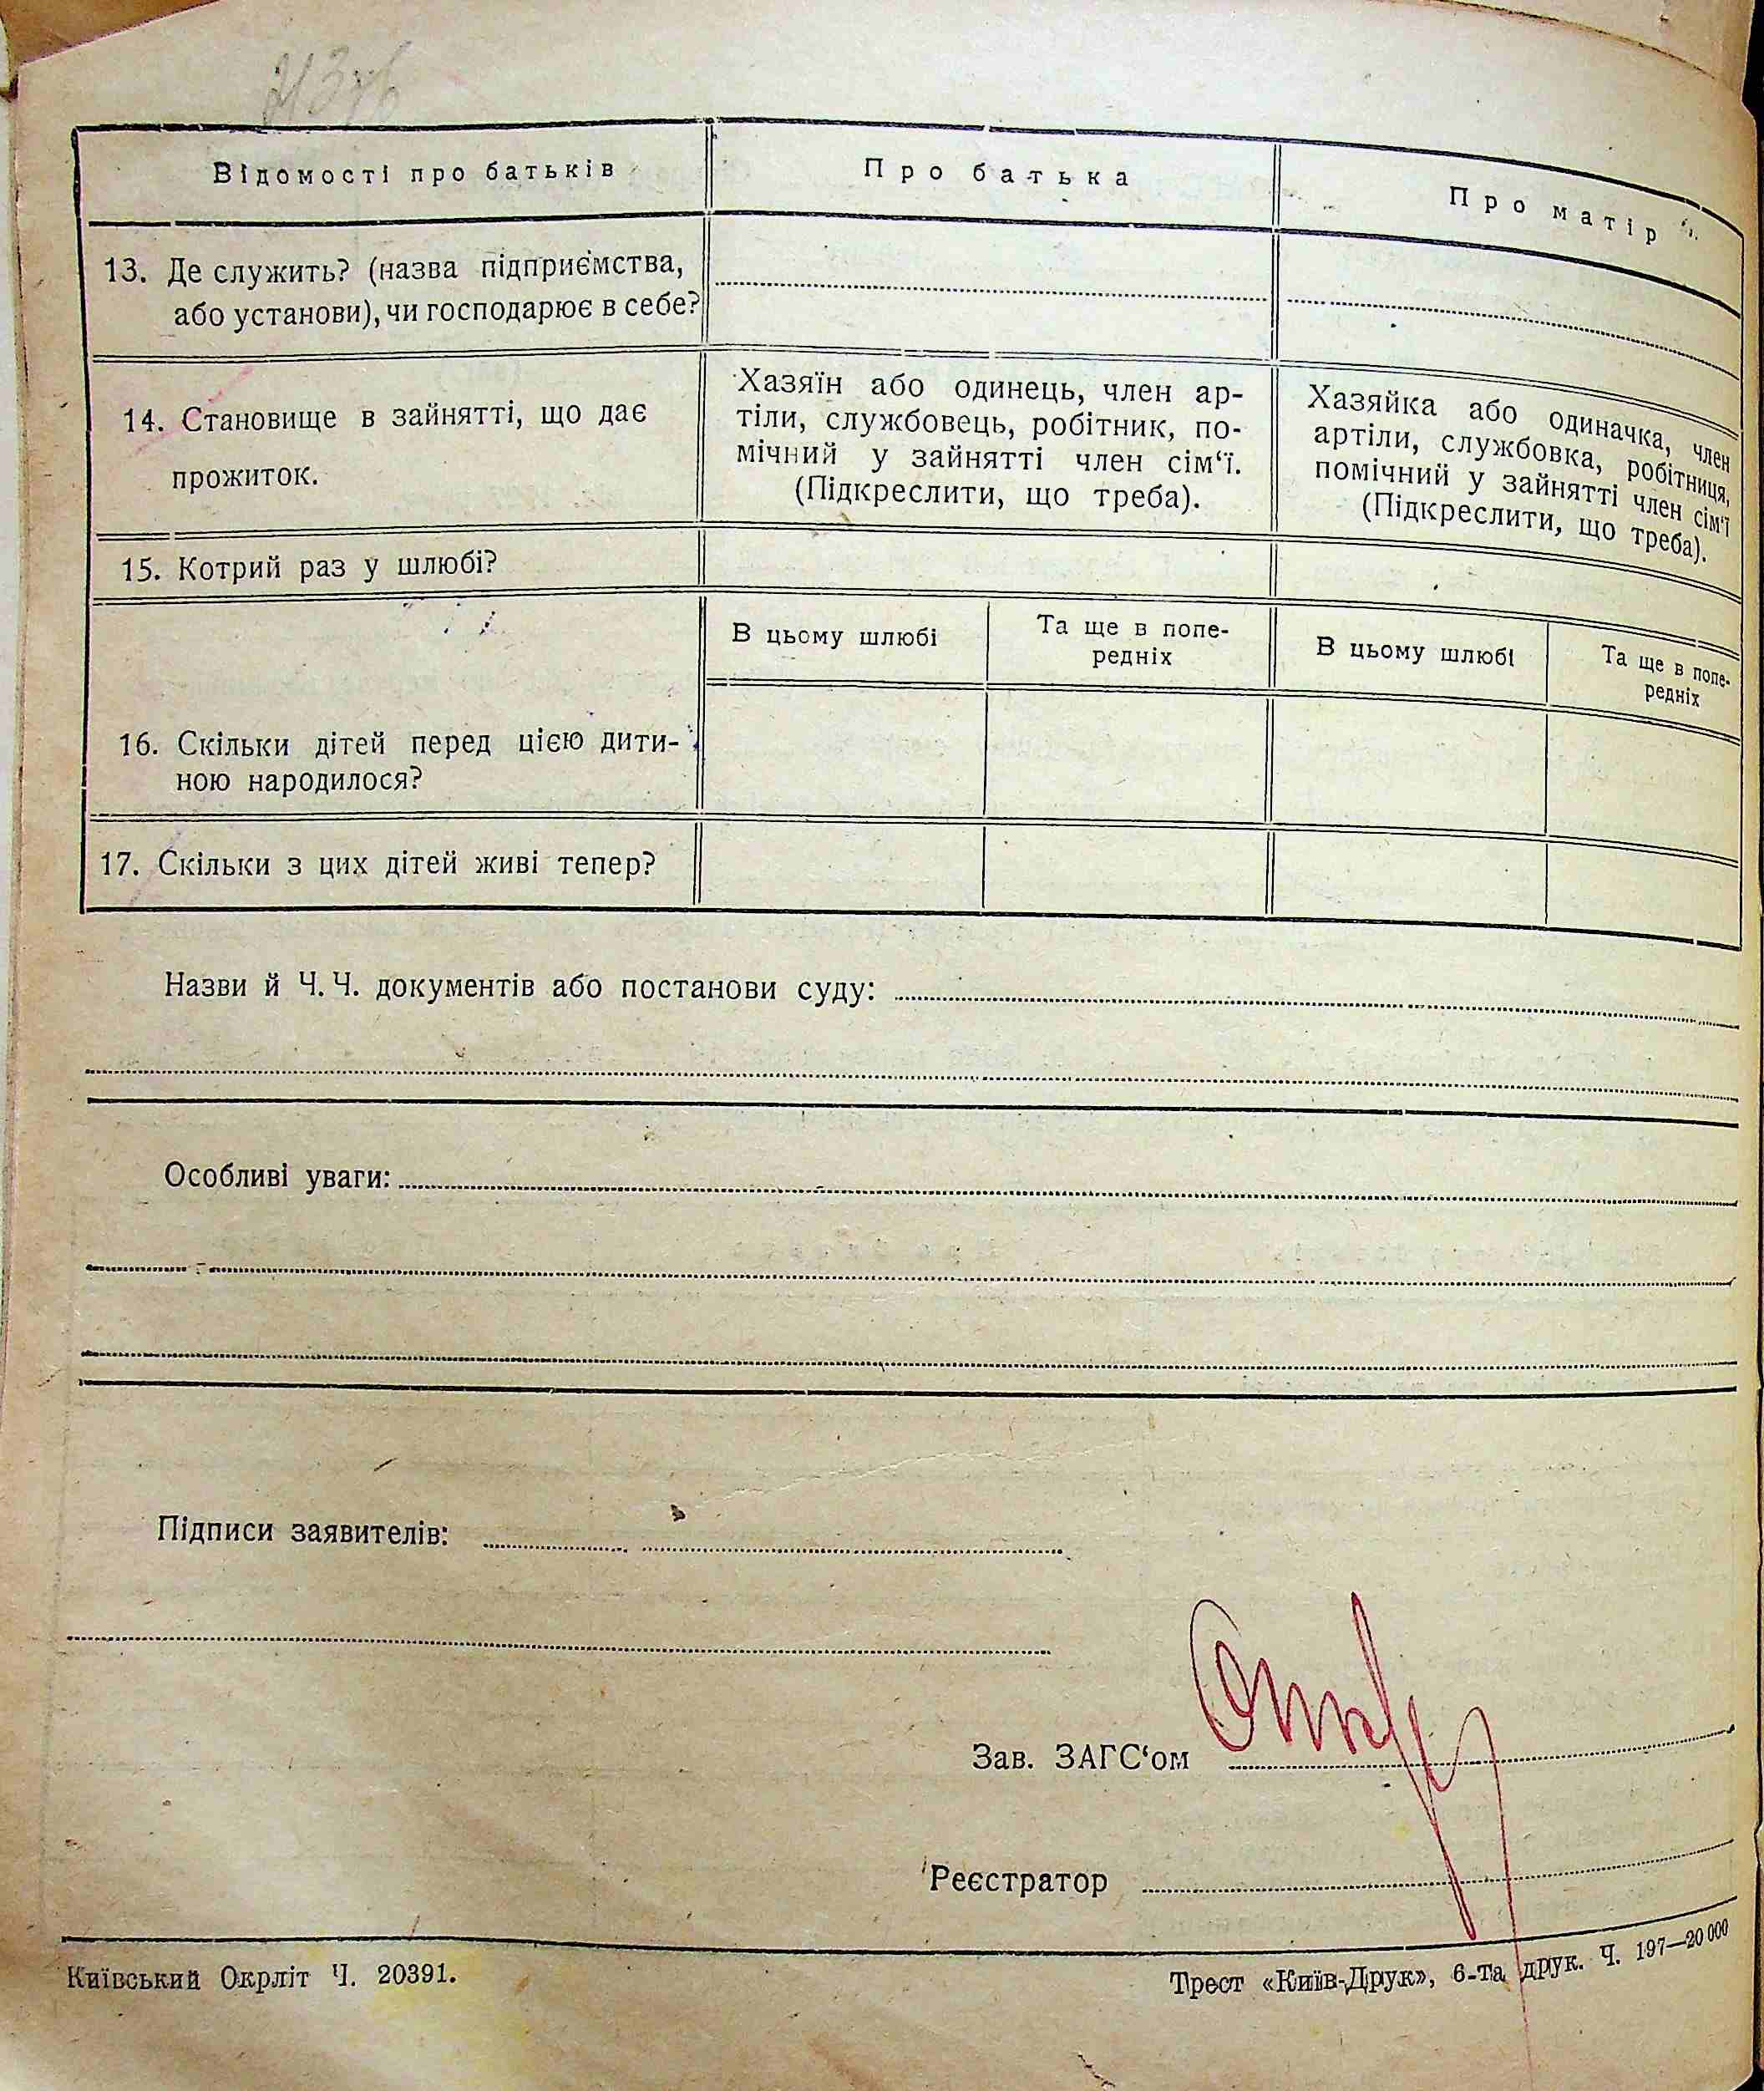 Відомості про батьків
Про батька
Про матір
13. Де служить? (назва підприємства,
або установи), чи господарює в себе?
14. Становище в зайнятті, що дає
прожиток.
Хазяїн або одинець, член ар-
тіли, службовець, робітник, по-
мічний у зайнятті член сім‘ї.
(Підкреслити, що треба).
Хазяйка або одиначка, член
артіли, службовка, робітниця,
помічний у зайнятті член сім‘ї
(Підкреслити, що треба).
15. Котрий раз у шлюбі?
В цьому шлюбі
Та ще в попе-
редніх
В цьому шлюбі
Та ще в попе-
редніх
16. Скільки дітей перед цією дити-
ною народилося?
17. Скільки з цих дітей живі тепер?
Назви й Ч. Ч. документів або постанови суду:
Особливі уваги:
Підписи заявителів:
Зав. ЗАГС‘ом
Реєстратор
Київський Окрліт Ч. 20391.
Трест «Київ-Друк», 6-та друк. Ч. 197—20 000